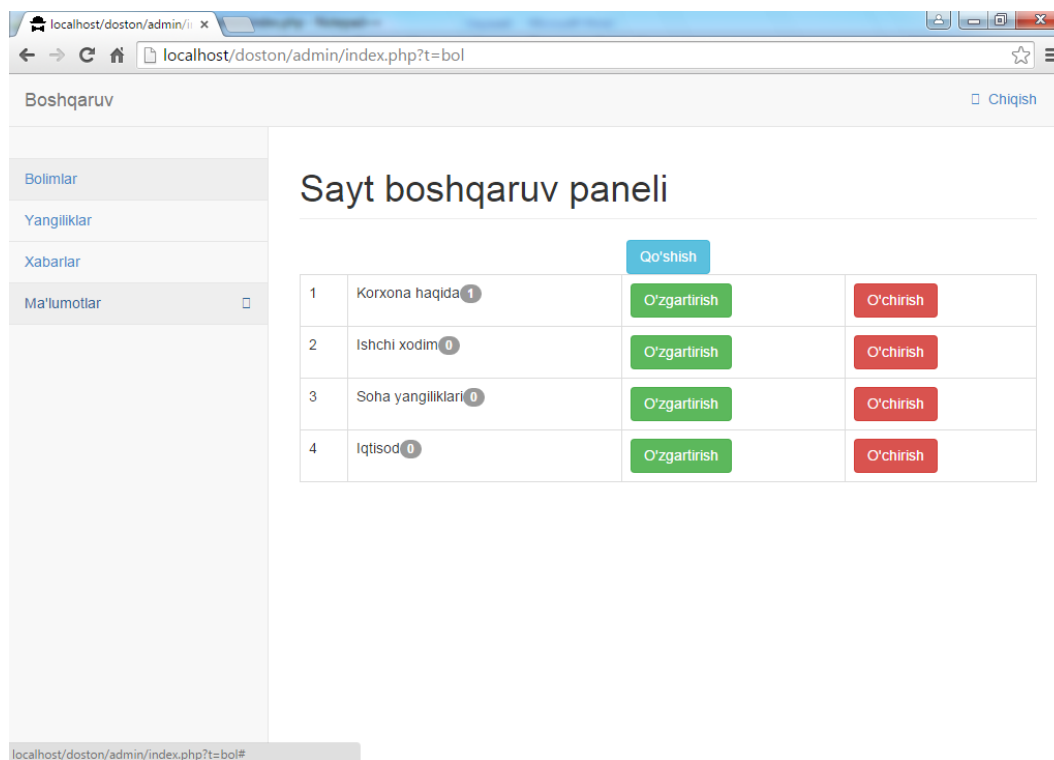 localhost/doston/admin/ii
localhost/doston/admin/index.php?t=bol
Boshqaruv
Chiqish
Bolimlar
Yangiliklar
Xabarlar
Ma'lumotlar
Sayt boshqaruv paneli
Qo'shish
1 Korxona haqida 1 O'zgartirish O'chirish
2 Ishchi xodim 0 O'zgartirish O'chirish
3 Soha yangiliklari 0 O'zgartirish O'chirish
4 Iqtisod 0 O'zgartirish O'chirish
localhost/doston/admin/index.php?t=bol#